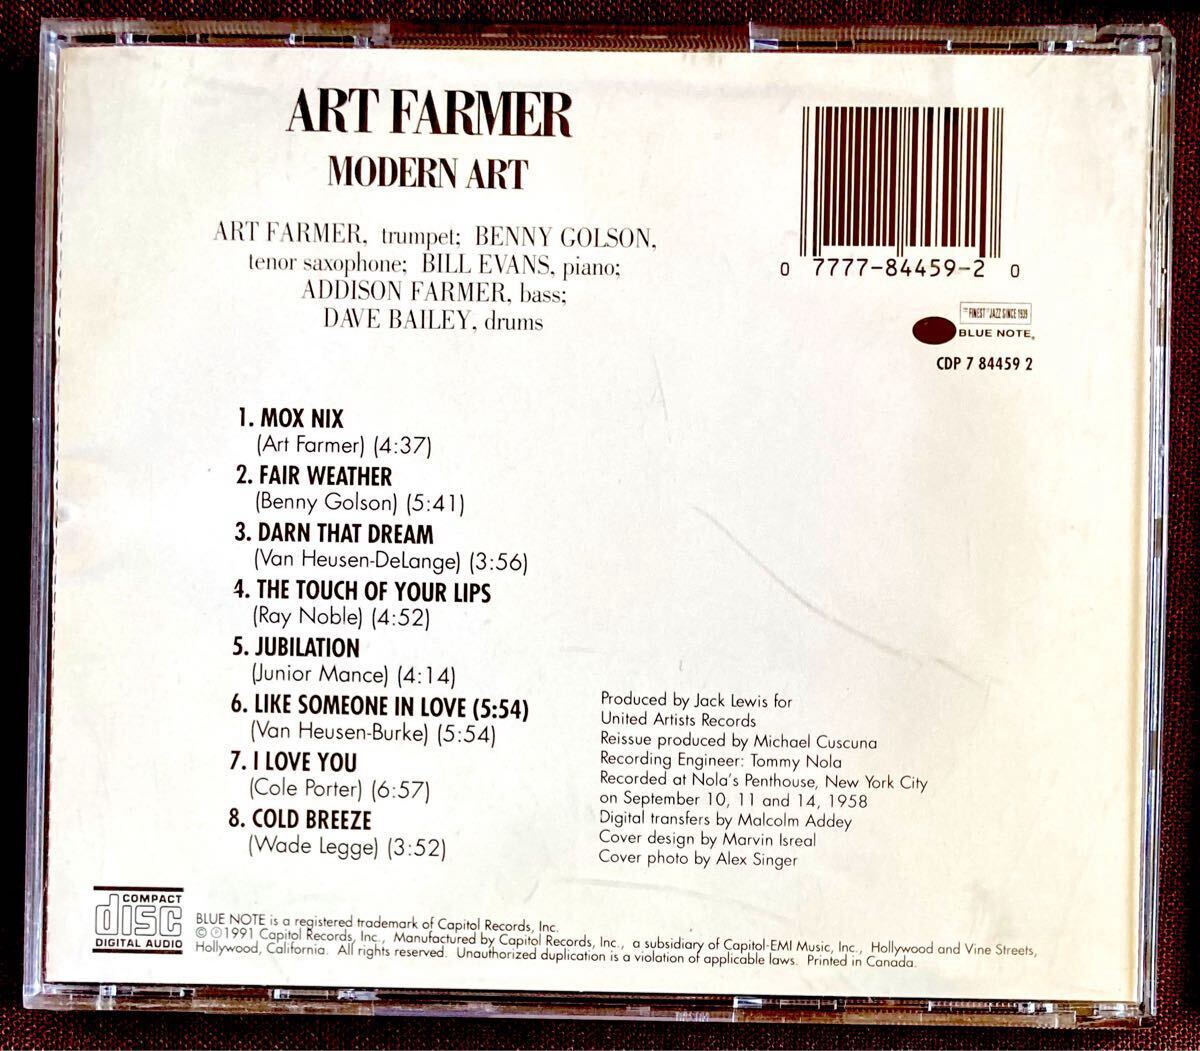 ART FARMER
MODERN ART
ART FARMER, trumpet; BENNY GOLSON,
tenor saxophone; BILL EVANS, piano;
ADDISON FARMER, bass;
DAVE BAILEY, drums
0 7777-84459-2 0
THE FINEST IN JAZZ SINCE 1939
BLUE NOTE®
CDP 7 84459 2
1. MOX NIX
(Art Farmer) (4:37)
2. FAIR WEATHER
(Benny Golson) (5:41)
3. DARN THAT DREAM
(Van Heusen-DeLange) (3:56)
4. THE TOUCH OF YOUR LIPS
(Ray Noble) (4:52)
5. JUBILATION
(Junior Mance) (4:14)
6. LIKE SOMEONE IN LOVE (5:54)
(Van Heusen-Burke) (5:54)
7. I LOVE YOU
(Cole Porter) (6:57)
8. COLD BREEZE
(Wade Legge) (3:52)
Produced by Jack Lewis for
United Artists Records
Reissue produced by Michael Cuscuna
Recording Engineer: Tommy Nola
Recorded at Nola's Penthouse, New York City
on September 10, 11 and 14, 1958
Digital transfers by Malcolm Addey
Cover design by Marvin Isreal
Cover photo by Alex Singer
COMPACT
disc
DIGITAL AUDIO
BLUE NOTE is a registered trademark of Capitol Records, Inc.
© ℗1991 Capitol Records, Inc., Manufactured by Capitol Records, Inc., a subsidiary of Capitol-EMI Music, Inc., Hollywood and Vine Streets,
Hollywood, California. All rights reserved. Unauthorized duplication is a violation of applicable laws. Printed in Canada.